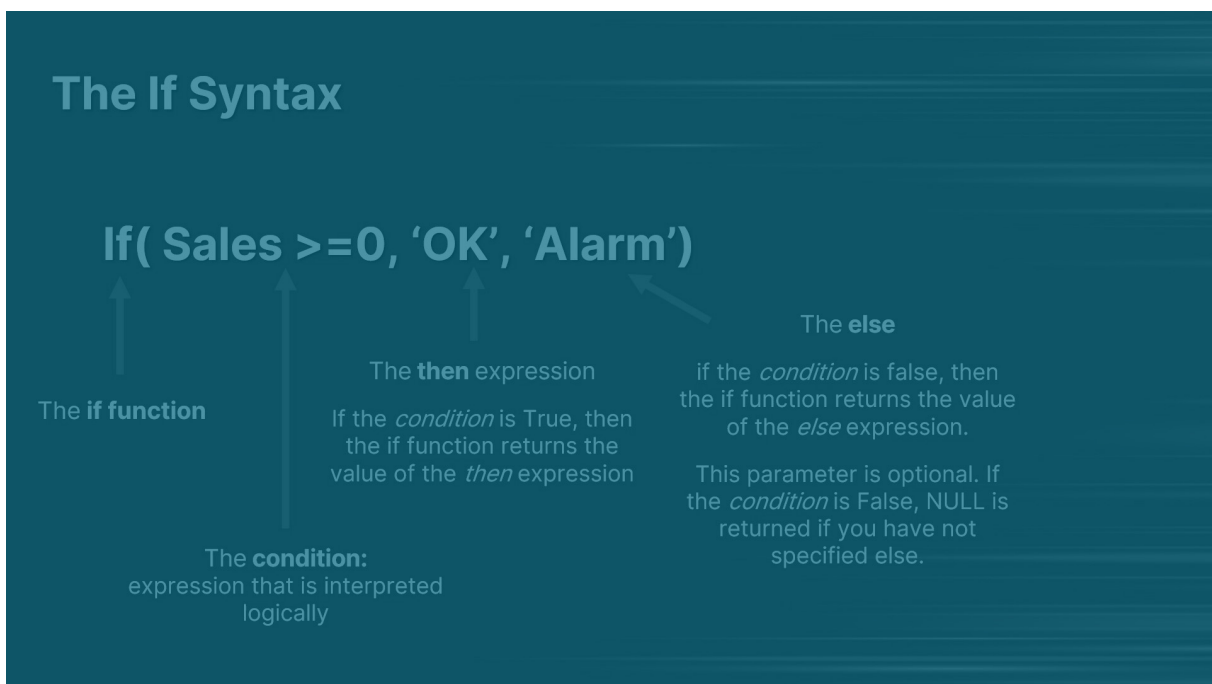 The If Syntax
If( Sales >=0, ‘OK’, ‘Alarm’)
The if function
The condition:
expression that is interpreted
logically
The then expression
If the condition is True, then
the if function returns the
value of the then expression
The else
if the condition is false, then
the if function returns the value
of the else expression.
This parameter is optional. If
the condition is False, NULL is
returned if you have not
specified else.